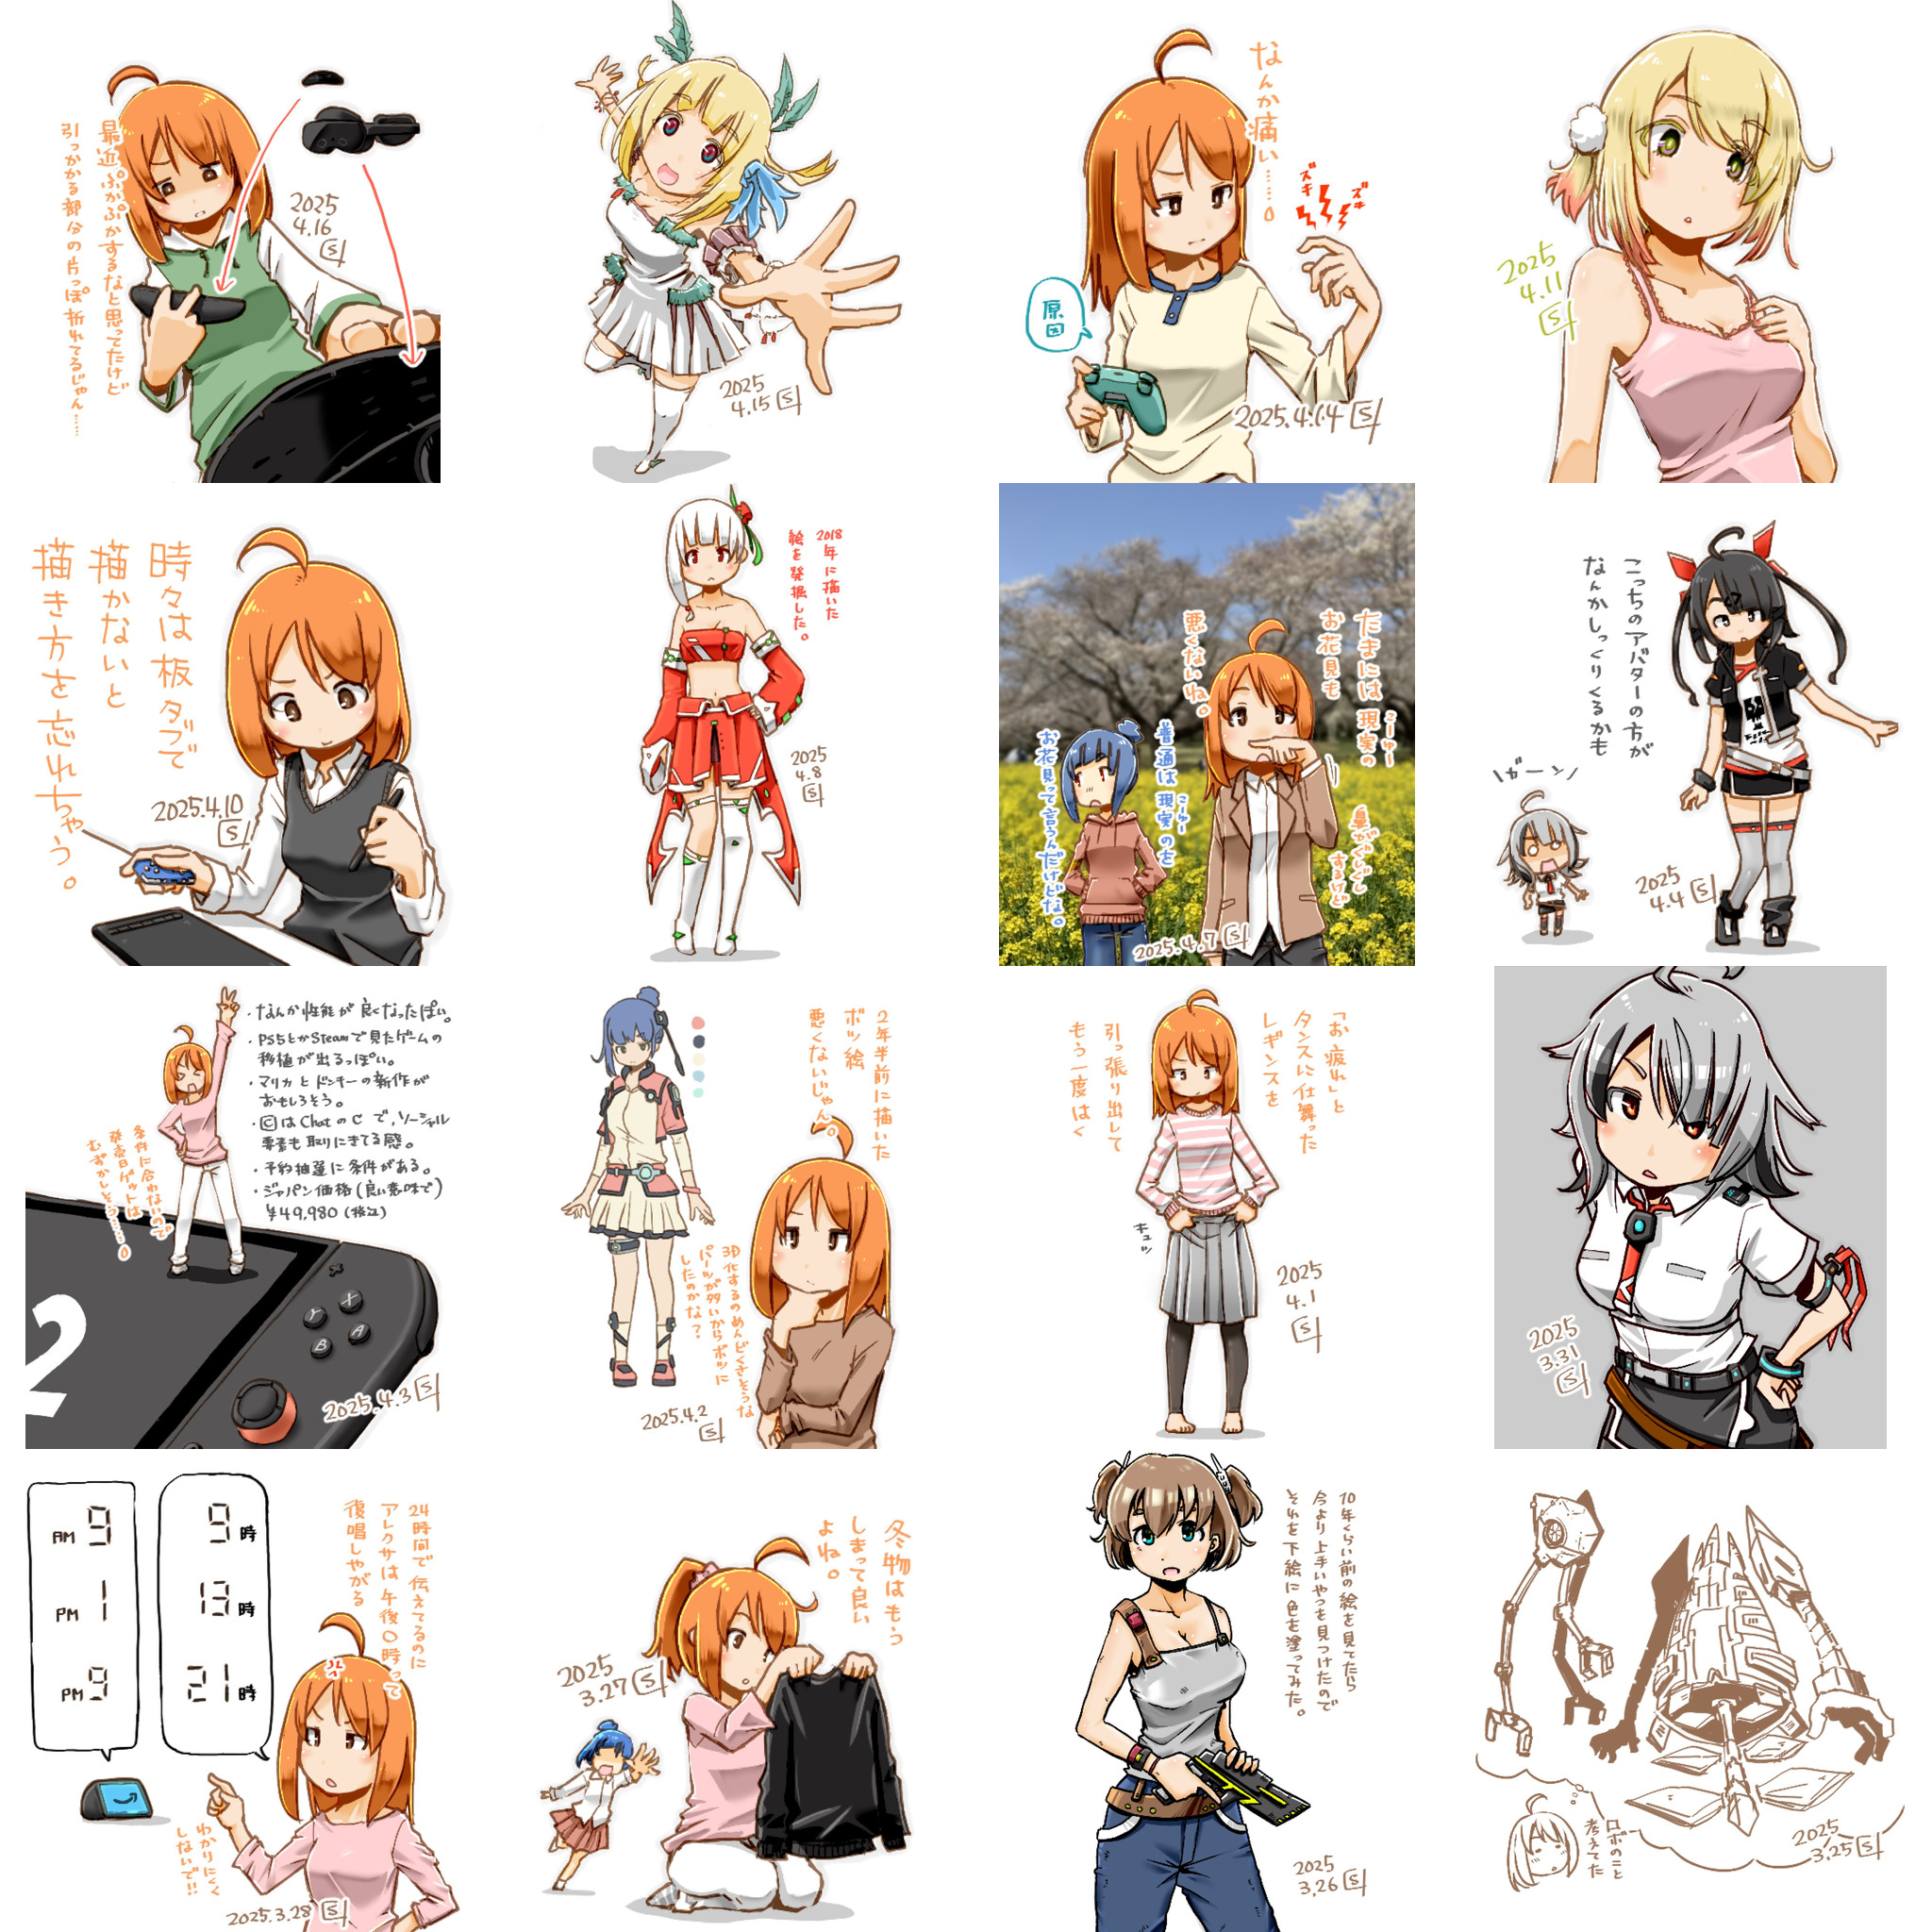 最近ぷかぷかするなと思ってたけど
引っかかる部分の片っぽ折れてるじゃん……
2025
4.16
S
2025
4.15
S
なんか痛い……。
ズキ
ズキ
原因
2025.4.14
S
2025
4.11
S
時々は板タブで
描かないと
描き方を忘れちゃう。
2025.4.10
S
2018年に描いた
絵を発掘した。
2025
4.8
S
たまには現実の
こーゆー
お花見も
悪くないね。
鼻がぐしぐし
するけど
普通は現実のを
こーゆー
お花見って言うんだけどな。
2025.4.7
S
こっちのアバターの方が
なんかしっくりくるかも
ガーン
2025
4.4
S
・なんか性能が良くなったぽい。
・PS5とかSteamで見たゲームの
移植が出るっぽい。
・マリカとドンキーの新作が
おもしろそう。
・CはChatのCで、ソーシャル
要素も取りにきてる感。
・予約抽選に条件がある。
・ジャパン価格(良い意味で)
¥49,980(税込)
条件に合わないので
発売日ゲットは
むずかしそう……。
2
X
Y
A
B
2025.4.3
S
2年半前に描いた
ボツ絵
悪くないじゃん。
3D化するのめんどくさそうな
パーツが多いからボツに
したのかな?
2025.4.2
S
「お疲れ」と
タンスに仕舞った
レギンスを
引っ張り出して
もう一度はく
キュッ
2025
4.1
S
2025
3.31
S
AM 9
PM 1
PM 9
9時
13時
21時
24時間で伝えてるのに
アレクサは午後〇時って
復唱しやがる
わかりにくく
しないで!!
2025.3.28
S
冬物はもう
しまって良い
よね。
2025
3.27
S
10年くらい前の絵を見てたら
今より上手いやつを見つけたので
それを下絵に色を塗ってみた。
2025
3.26
S
ロボのこと
考えてた
2025
3.25
S